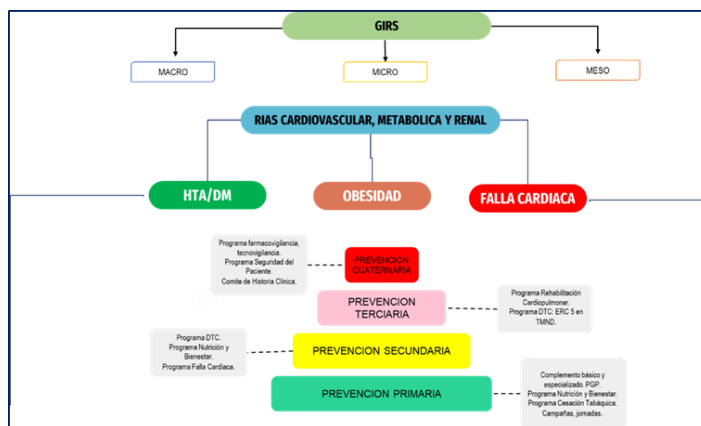 GIRS
MACRO
MICRO
MESO
RIAS CARDIOVASCULAR, METABOLICA Y RENAL
HTA/DM
OBESIDAD
FALLA CARDIACA
Programa farmacovigilancia,
tecnovigilancia.
Programa Seguridad del
Paciente.
Comite de Historia Clínica.
PREVENCION
CUATERNARIA
PREVENCION
TERCIARIA
Programa Rehabilitación
Cardiopulmonar.
Programa DTC: ERC 5 en
TMND.
Programa DTC.
Programa Nutrición y
Bienestar.
Programa Falla Cardiaca.
PREVENCION SECUNDARIA
PREVENCION PRIMARIA
Complemento básico y
especializado. PGP.
Programa Nutrición y Bienestar.
Programa Cesación Tabáquica.
Campañas, jornadas.